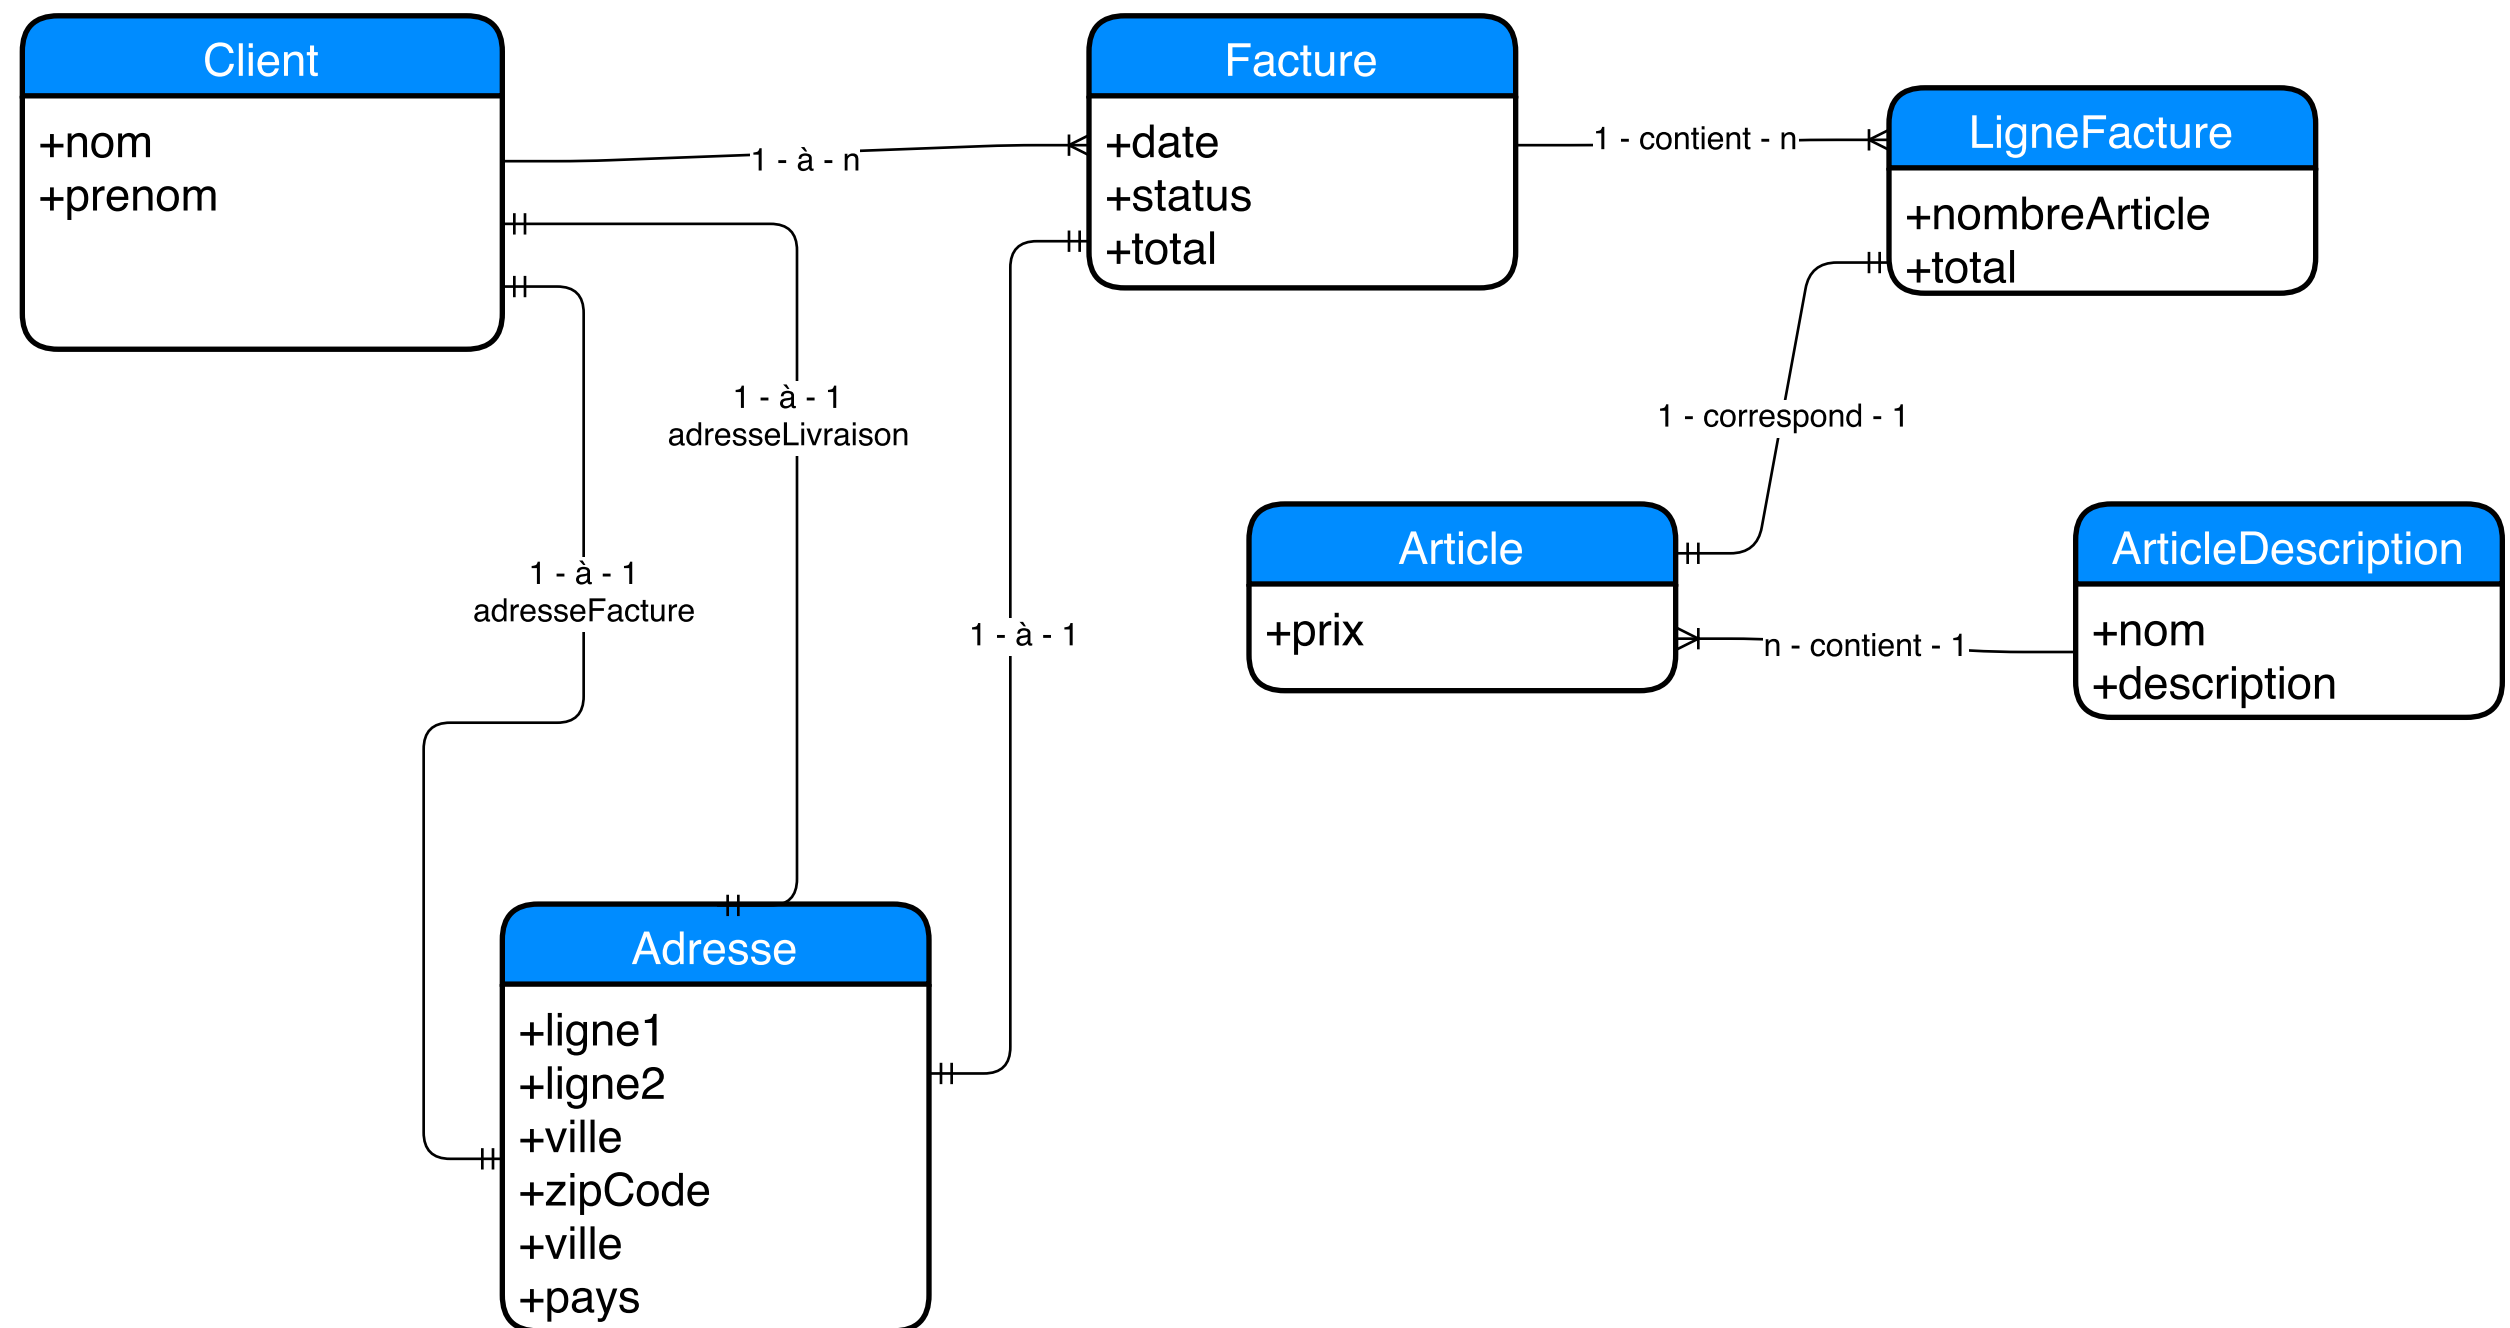 Client
+nom
+prenom
1 - à - n
Facture
+date
+status
+total
1 - contient - n
LigneFacture
+nombreArticle
+total
1 - à - 1
adresseLivraison
1 - correspond - 1
1 - à - 1
adresseFacture
1 - à - 1
Article
+prix
n - contient - 1
ArticleDescription
+nom
+description
Adresse
+ligne1
+ligne2
+ville
+zipCode
+ville
+pays